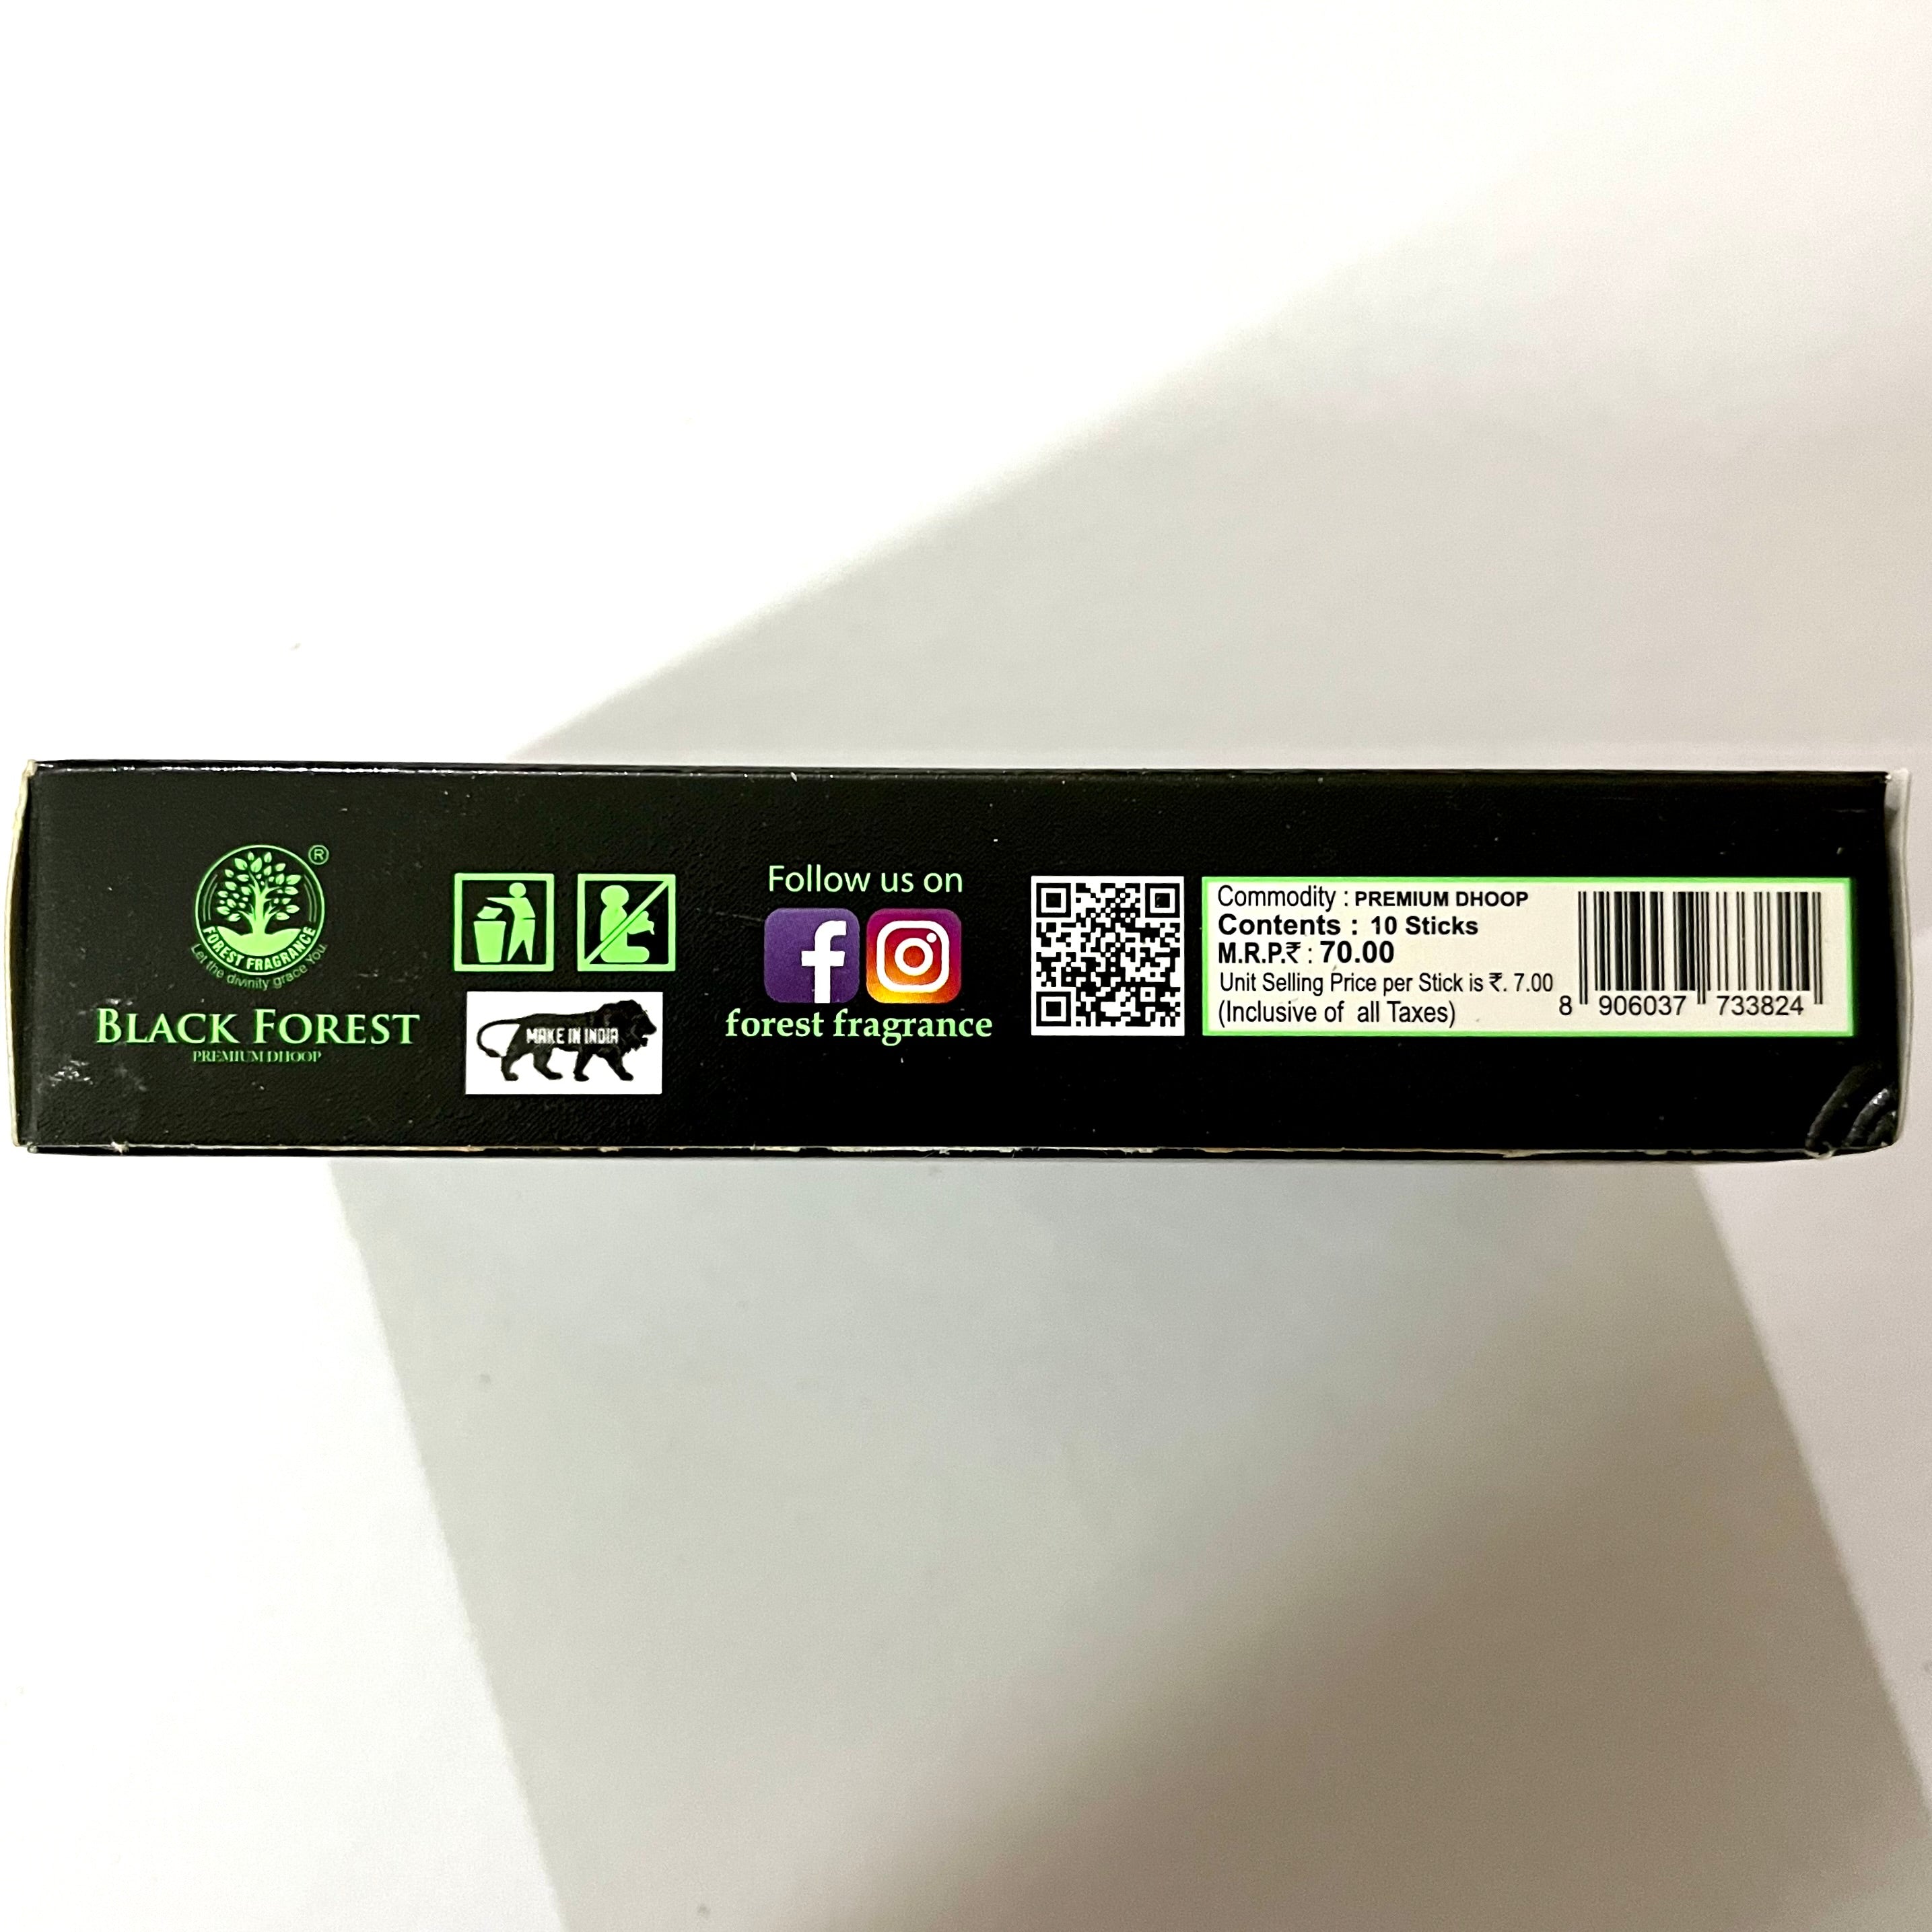 ®
FOREST FRAGRANCE
Let the divinity grace You.
BLACK FOREST
PREMIUM DHOOP
MAKE IN INDIA
Follow us on
f
forest fragrance
Commodity : PREMIUM DHOOP
Contents : 10 Sticks
M.R.P.₹ : 70.00
Unit Selling Price per Stick is ₹. 7.00
(Inclusive of all Taxes)
8 906037 733824